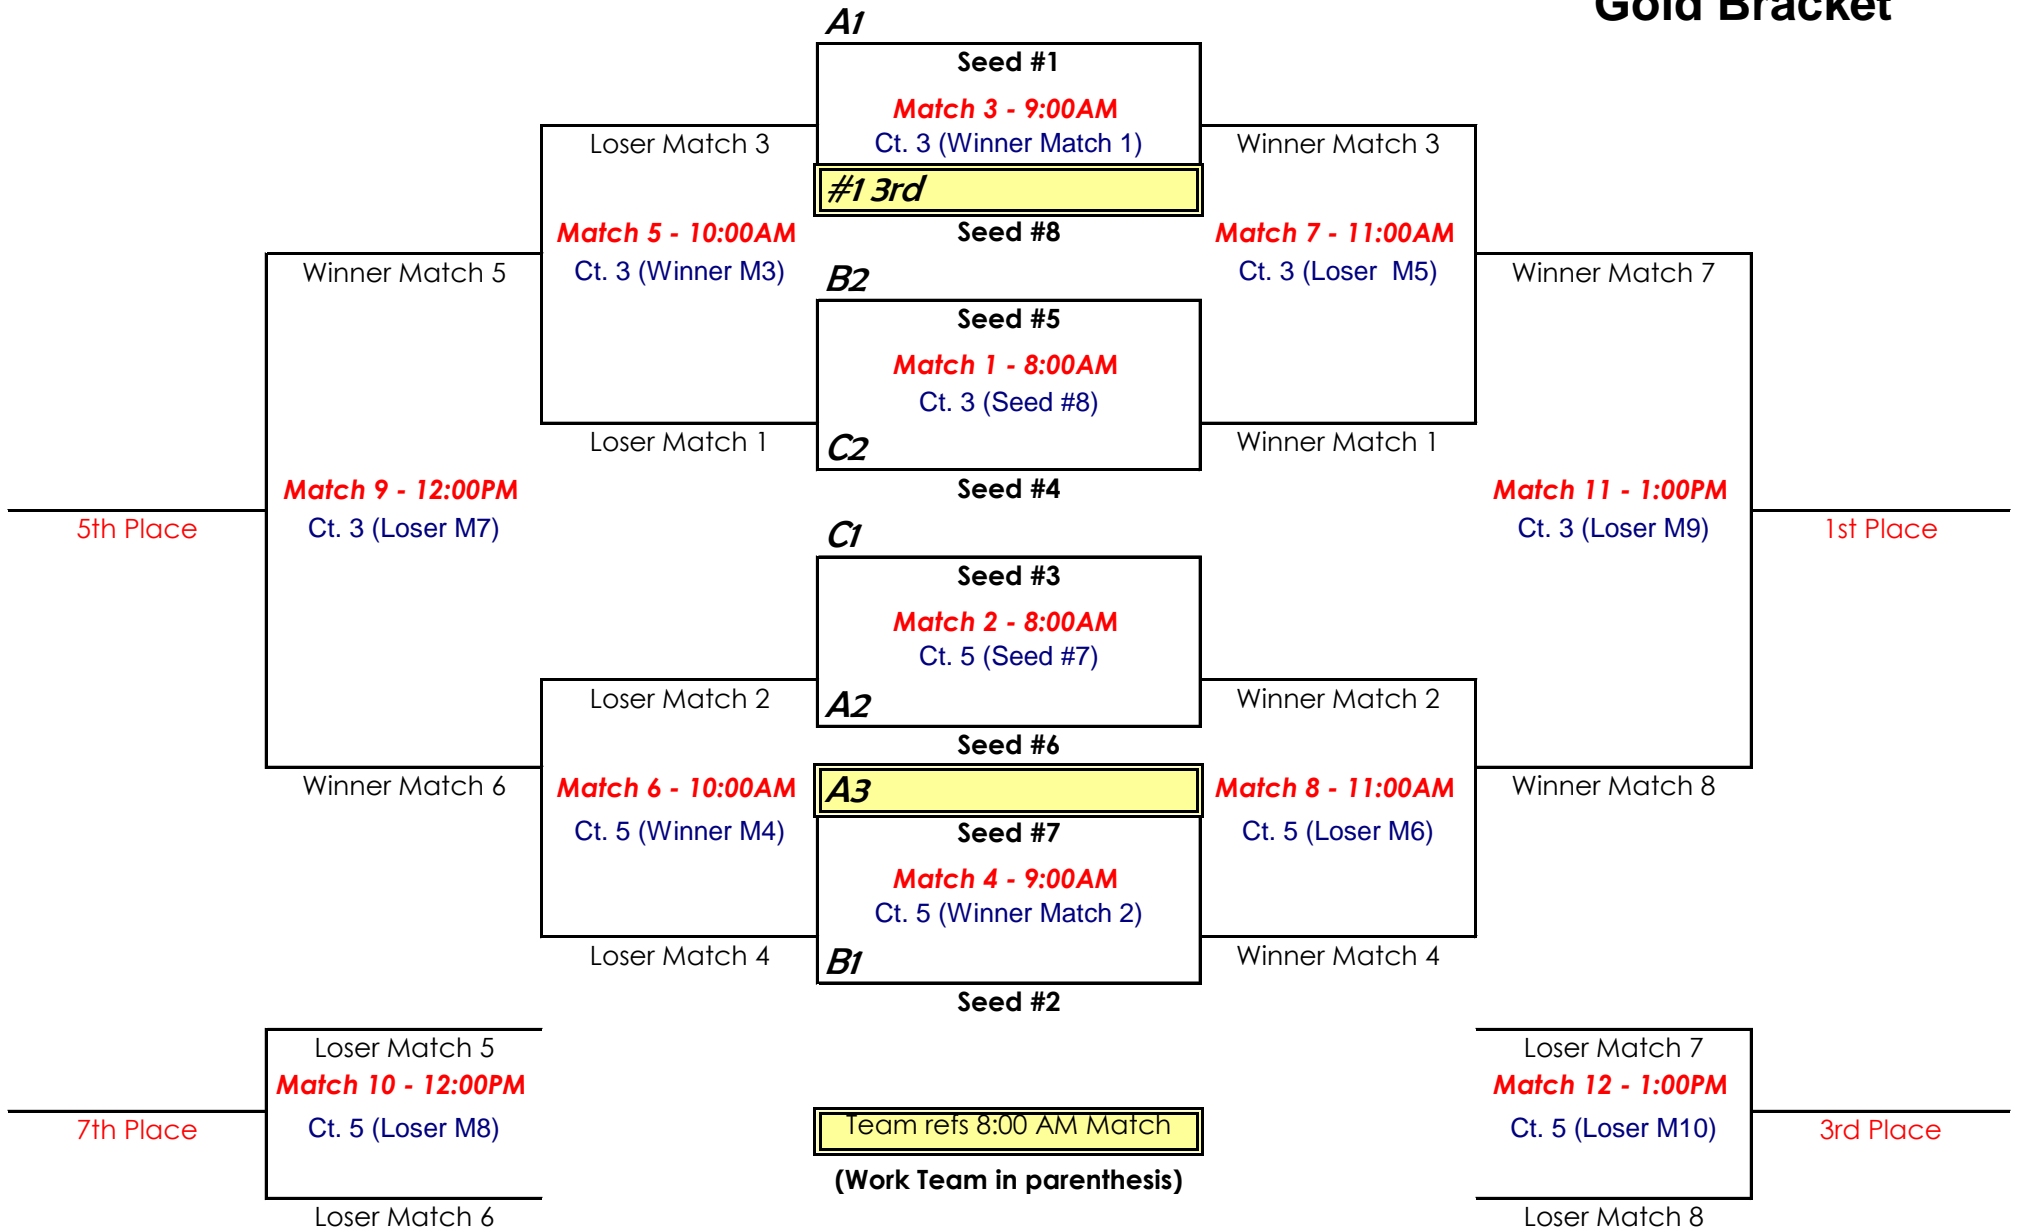 Gold Bracket
A1
Seed #1
Match 3 - 9:00AM
Loser Match 3
Ct. 3 (Winner Match 1)
Winner Match 3
#1 3rd
Match 5 - 10:00AM
Seed #8
Match 7 - 11:00AM
Winner Match 5
Ct. 3 (Winner M3)
B2
Ct. 3 (Loser  M5)
Winner Match 7
Seed #5
Match 1 - 8:00AM
Ct. 3 (Seed #8)
Loser Match 1
C2
Winner Match 1
Match 9 - 12:00PM
Seed #4
Match 11 - 1:00PM
5th Place
Ct. 3 (Loser M7)
C1
Ct. 3 (Loser M9)
1st Place
Seed #3
Match 2 - 8:00AM
Ct. 5 (Seed #7)
Loser Match 2
A2
Winner Match 2
Seed #6
Winner Match 6
Match 6 - 10:00AM
A3
Match 8 - 11:00AM
Winner Match 8
Ct. 5 (Winner M4)
Seed #7
Ct. 5 (Loser M6)
Match 4 - 9:00AM
Ct. 5 (Winner Match 2)
Loser Match 4
B1
Winner Match 4
Seed #2
Loser Match 5
Loser Match 7
Match 10 - 12:00PM
Match 12 - 1:00PM
7th Place
Ct. 5 (Loser M8)
Team refs 8:00 AM Match
Ct. 5 (Loser M10)
3rd Place
(Work Team in parenthesis)
Loser Match 6
Loser Match 8